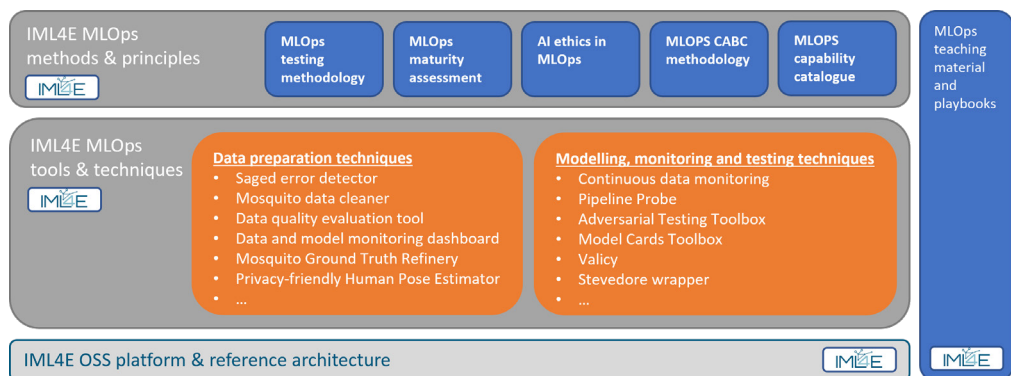 IML4E MLOps
methods & principles
IML4E
MLOps
testing
methodology
MLOps
maturity
assessment
AI ethics in
MLOps
MLOPS CABC
methodology
MLOPS
capability
catalogue
MLOps
teaching
material
and
playbooks
IML4E
IML4E MLOps
tools & techniques
IML4E
Data preparation techniques
• Saged error detector
• Mosquito data cleaner
• Data quality evaluation tool
• Data and model monitoring dashboard
• Mosquito Ground Truth Refinery
• Privacy-friendly Human Pose Estimator
• ...
Modelling, monitoring and testing techniques
• Continuous data monitoring
• Pipeline Probe
• Adversarial Testing Toolbox
• Model Cards Toolbox
• Valicy
• Stevedore wrapper
• ...
IML4E OSS platform & reference architecture
IML4E